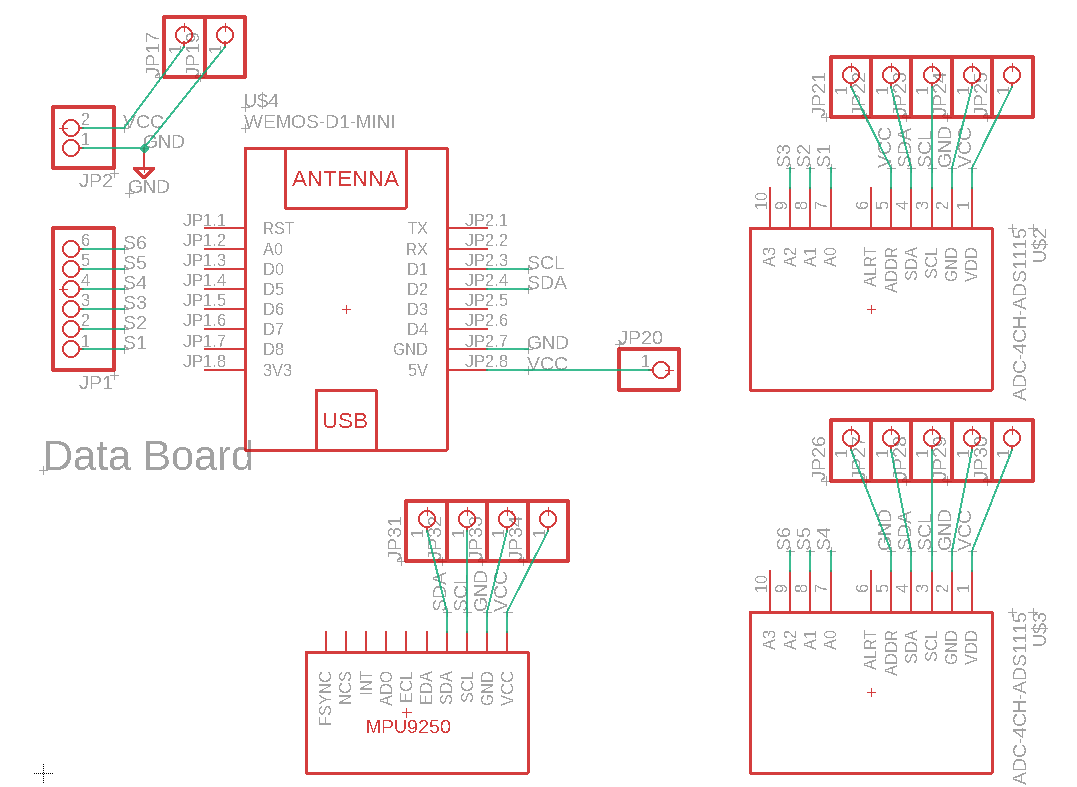 JP17
1
JP19
1
2
VCC
1
GND
JP2
GND
6
S6
5
S5
4
S4
3
S3
2
S2
1
S1
JP1
Data Board
U$4
WEMOS-D1-MINI
ANTENNA
JP1.1 RST TX JP2.1
JP1.2 A0 RX JP2.2
JP1.3 D0 D1 JP2.3 SCL
JP1.4 D5 D2 JP2.4 SDA
JP1.5 D6 D3 JP2.5
JP1.6 D7 D4 JP2.6
JP1.7 D8 GND JP2.7 GND
JP1.8 3V3 5V JP2.8 VCC
USB
JP20
1
JP21 1 JP22 1 JP23 1 JP24 1 JP25 1
S3 S2 S1 VCC SDA SCL GND VCC
10 9 8 7 6 5 4 3 2 1
A3 A2 A1 A0 ALRT ADDR SDA SCL GND VDD
ADC-4CH-ADS1115
U$2
JP26 1 JP27 1 JP28 1 JP29 1 JP30 1
S6 S5 S4 GND SDA SCL GND VCC
10 9 8 7 6 5 4 3 2 1
A3 A2 A1 A0 ALRT ADDR SDA SCL GND VDD
ADC-4CH-ADS1115
U$3
JP31 1 JP32 1 JP33 1 JP34 1
SDA SCL GND VCC
FSYNC NCS INT ADO ECL EDA SDA SCL GND VCC
MPU9250